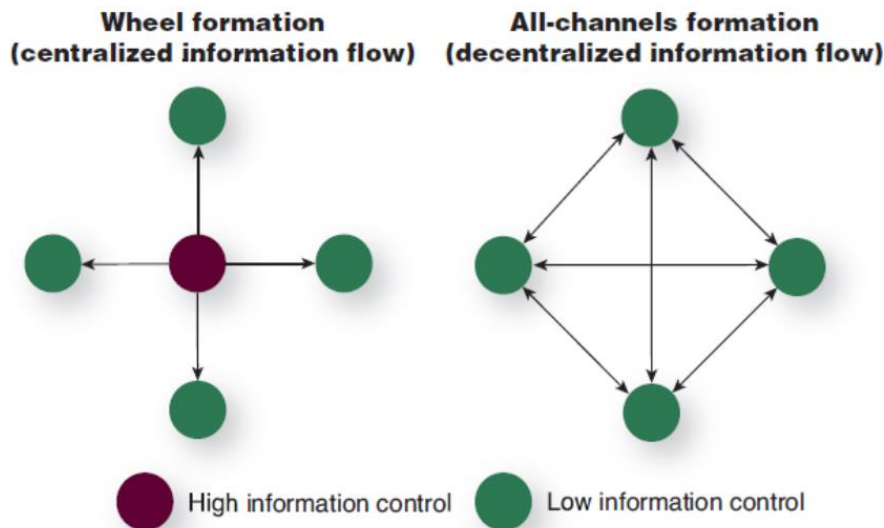 Wheel formation
(centralized information flow)
All-channels formation
(decentralized information flow)
High information control
Low information control